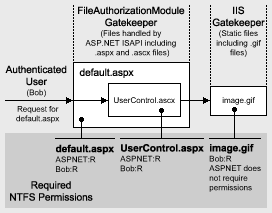 FileAuthorizationModule
Gatekeeper
(Files handled by
ASP.NET ISAPI including
.aspx and .ascx files)
IIS
Gatekeeper
(Static files
including .gif
files)
Authenticated
User
(Bob)
Request for
default.aspx
default.aspx
UserControl.ascx
image.gif
default.aspx
ASPNET:R
Bob:R
UserControl.aspx
ASPNET:R
Bob:R
image.gif
Bob:R
ASPNET does
not require
permissions
Required
NTFS Permissions